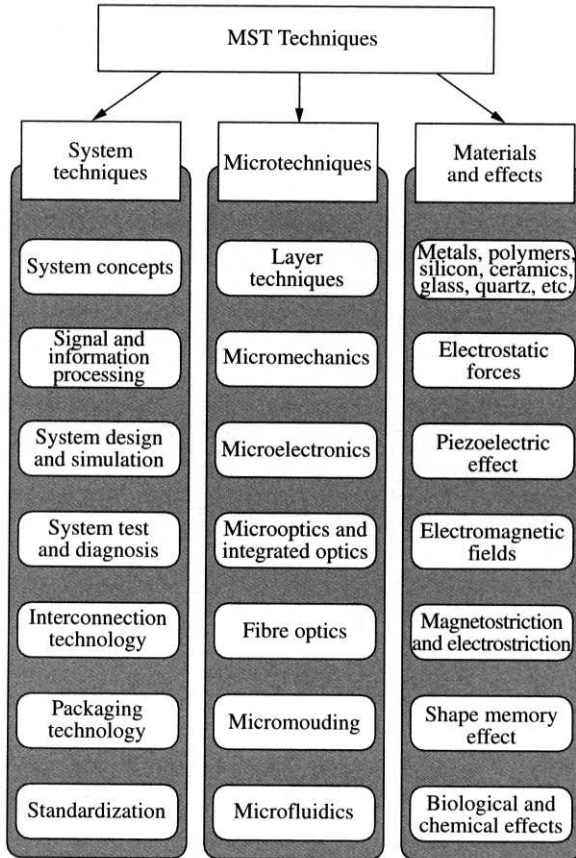 MST Techniques
System
techniques
Microtechniques
Materials
and effects
System concepts
Signal and
information
processing
System design
and simulation
System test
and diagnosis
Interconnection
technology
Packaging
technology
Standardization
Layer
techniques
Micromechanics
Microelectronics
Microoptics and
integrated optics
Fibre optics
Micromouding
Microfluidics
Metals, polymers,
silicon, ceramics,
glass, quartz, etc.
Electrostatic
forces
Piezoelectric
effect
Electromagnetic
fields
Magnetostriction
and electrostriction
Shape memory
effect
Biological and
chemical effects